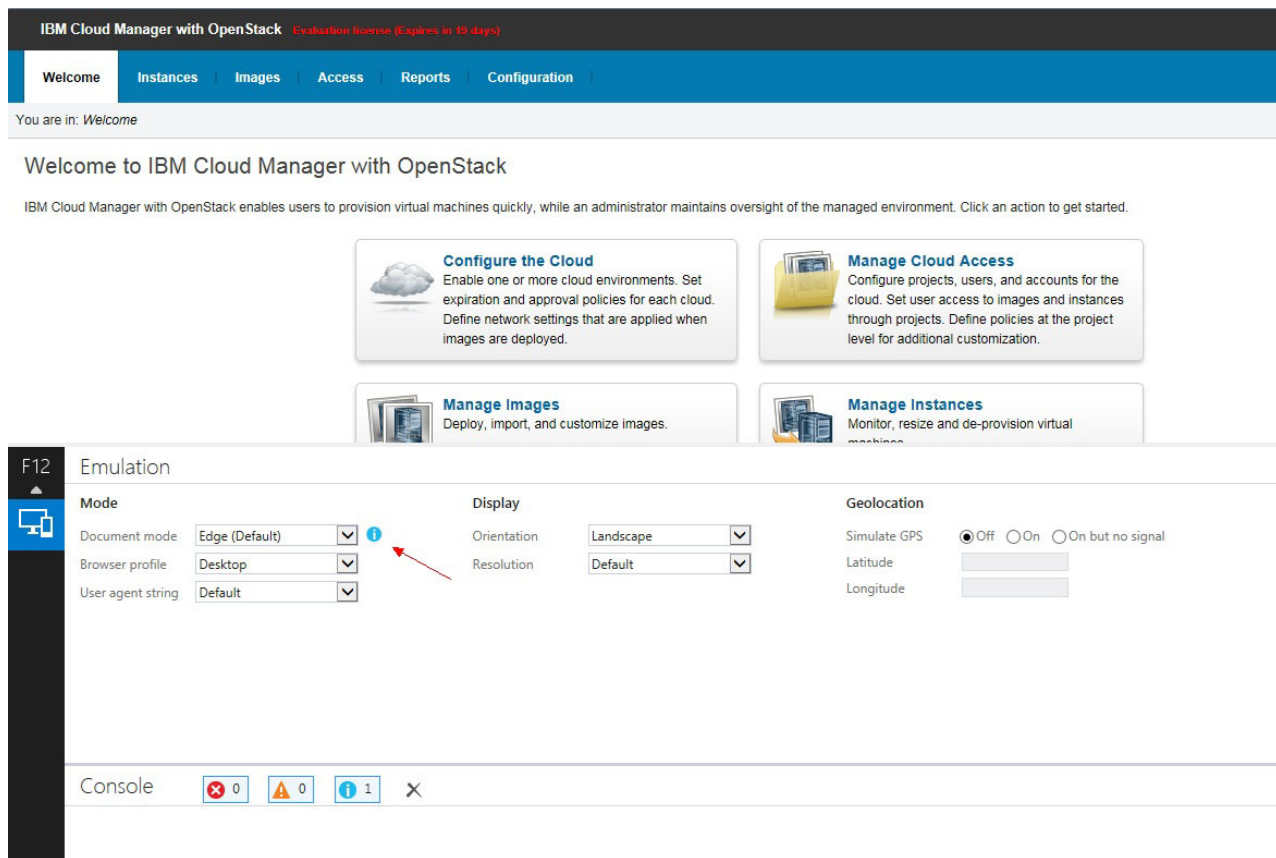 IBM Cloud Manager with OpenStack Evaluation license (Expires in 19 days)
Welcome Instances Images Access Reports Configuration
You are in: Welcome
Welcome to IBM Cloud Manager with OpenStack
IBM Cloud Manager with OpenStack enables users to provision virtual machines quickly, while an administrator maintains oversight of the managed environment. Click an action to get started.
Configure the Cloud
Enable one or more cloud environments. Set
expiration and approval policies for each cloud.
Define network settings that are applied when
images are deployed.
Manage Cloud Access
Configure projects, users, and accounts for the
cloud. Set user access to images and instances
through projects. Define policies at the project
level for additional customization.
Manage Images
Deploy, import, and customize images.
Manage Instances
Monitor, resize and de-provision virtual
machines
F12
Emulation
Mode
Document mode Edge (Default)
Browser profile Desktop
User agent string Default
Display
Orientation Landscape
Resolution Default
Geolocation
Simulate GPS Off On On but no signal
Latitude
Longitude
Console 0 0 1